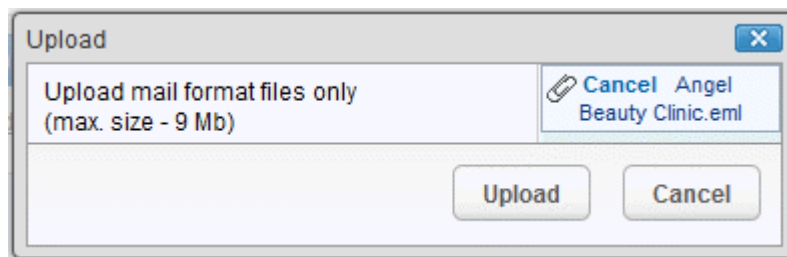 Upload
Upload mail format files only
(max. size - 9 Mb)
Cancel Angel
Beauty Clinic.eml
Upload
Cancel